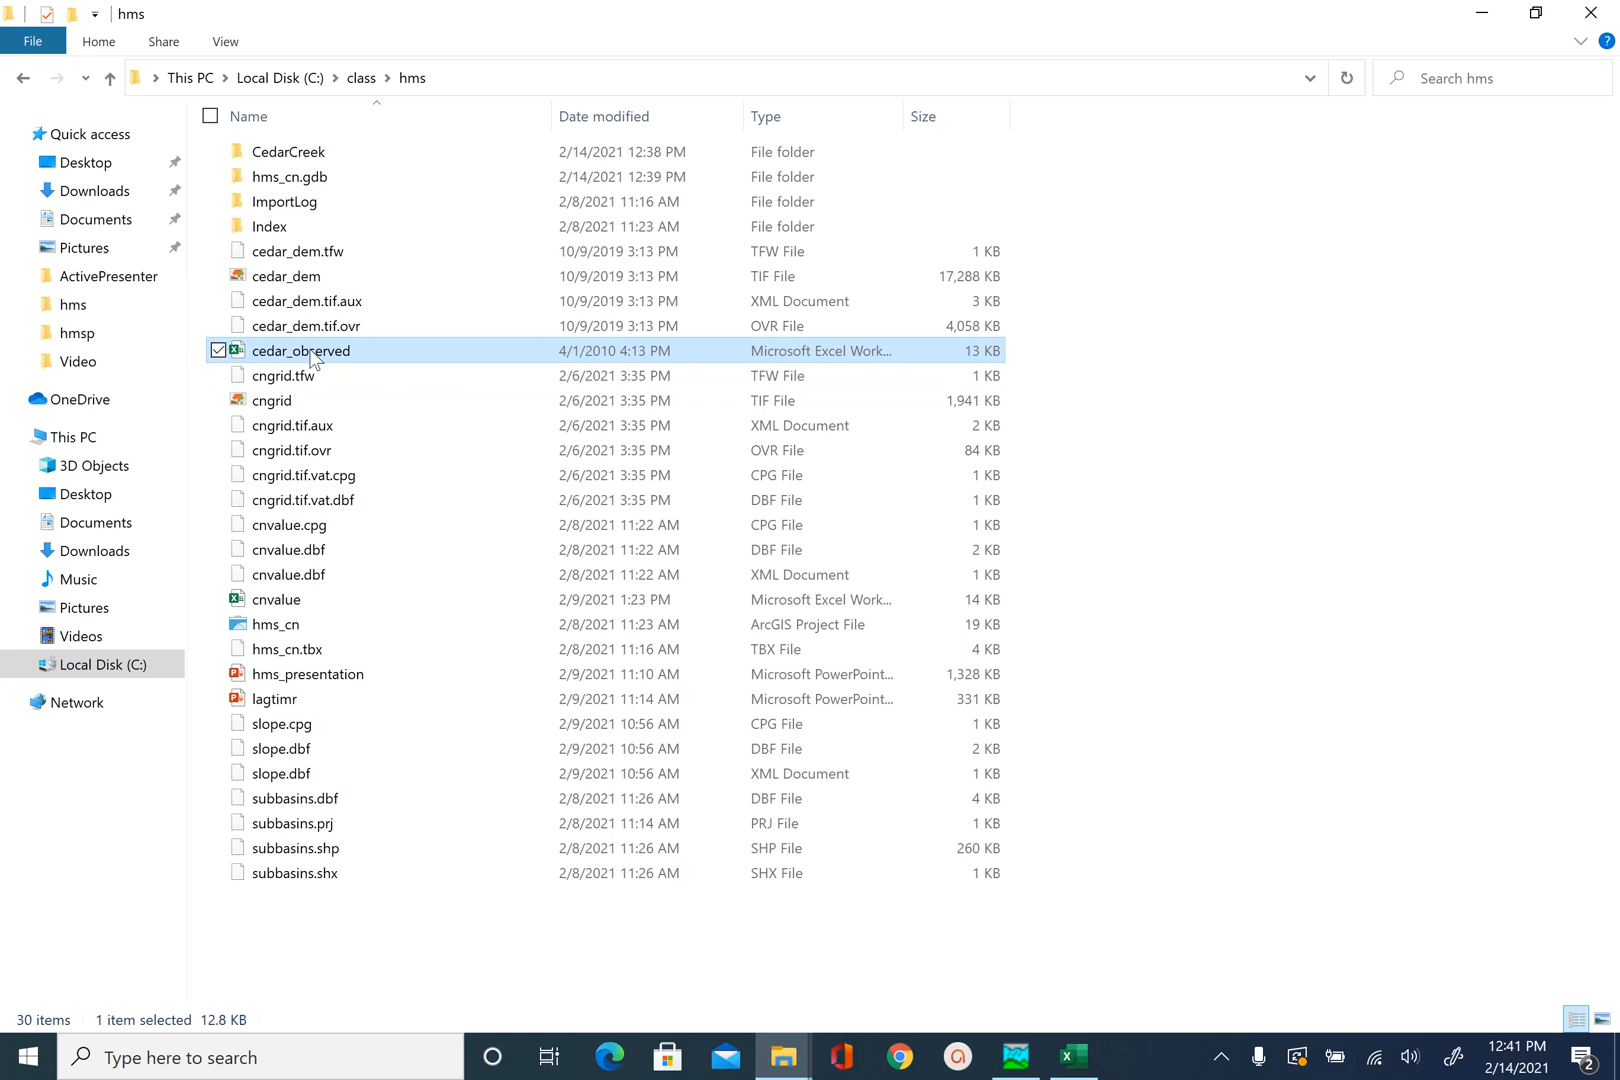 hms
File Home Share View
This PC Local Disk (C:) class hms Search hms
Name Date modified Type Size
Quick access
Desktop
Downloads
Documents
Pictures
ActivePresenter
hms
hmsp
Video
OneDrive
This PC
3D Objects
Desktop
Documents
Downloads
Music
Pictures
Videos
Local Disk (C:)
Network
CedarCreek 2/14/2021 12:38 PM File folder
hms_cn.gdb 2/14/2021 12:39 PM File folder
ImportLog 2/8/2021 11:16 AM File folder
Index 2/8/2021 11:23 AM File folder
cedar_dem.tfw 10/9/2019 3:13 PM TFW File 1 KB
cedar_dem 10/9/2019 3:13 PM TIF File 17,288 KB
cedar_dem.tif.aux 10/9/2019 3:13 PM XML Document 3 KB
cedar_dem.tif.ovr 10/9/2019 3:13 PM OVR File 4,058 KB
cedar_observed 4/1/2010 4:13 PM Microsoft Excel Work... 13 KB
cngrid.tfw 2/6/2021 3:35 PM TFW File 1 KB
cngrid 2/6/2021 3:35 PM TIF File 1,941 KB
cngrid.tif.aux 2/6/2021 3:35 PM XML Document 2 KB
cngrid.tif.ovr 2/6/2021 3:35 PM OVR File 84 KB
cngrid.tif.vat.cpg 2/6/2021 3:35 PM CPG File 1 KB
cngrid.tif.vat.dbf 2/6/2021 3:35 PM DBF File 1 KB
cnvalue.cpg 2/8/2021 11:22 AM CPG File 1 KB
cnvalue.dbf 2/8/2021 11:22 AM DBF File 2 KB
cnvalue.dbf 2/8/2021 11:22 AM XML Document 1 KB
cnvalue 2/9/2021 1:23 PM Microsoft Excel Work... 14 KB
hms_cn 2/8/2021 11:23 AM ArcGIS Project File 19 KB
hms_cn.tbx 2/8/2021 11:16 AM TBX File 4 KB
hms_presentation 2/9/2021 11:10 AM Microsoft PowerPoint... 1,328 KB
lagtimr 2/9/2021 11:14 AM Microsoft PowerPoint... 331 KB
slope.cpg 2/9/2021 10:56 AM CPG File 1 KB
slope.dbf 2/9/2021 10:56 AM DBF File 2 KB
slope.dbf 2/9/2021 10:56 AM XML Document 1 KB
subbasins.dbf 2/8/2021 11:26 AM DBF File 4 KB
subbasins.prj 2/8/2021 11:14 AM PRJ File 1 KB
subbasins.shp 2/8/2021 11:26 AM SHP File 260 KB
subbasins.shx 2/8/2021 11:26 AM SHX File 1 KB
30 items 1 item selected 12.8 KB
Type here to search
12:41 PM
2/14/2021
2